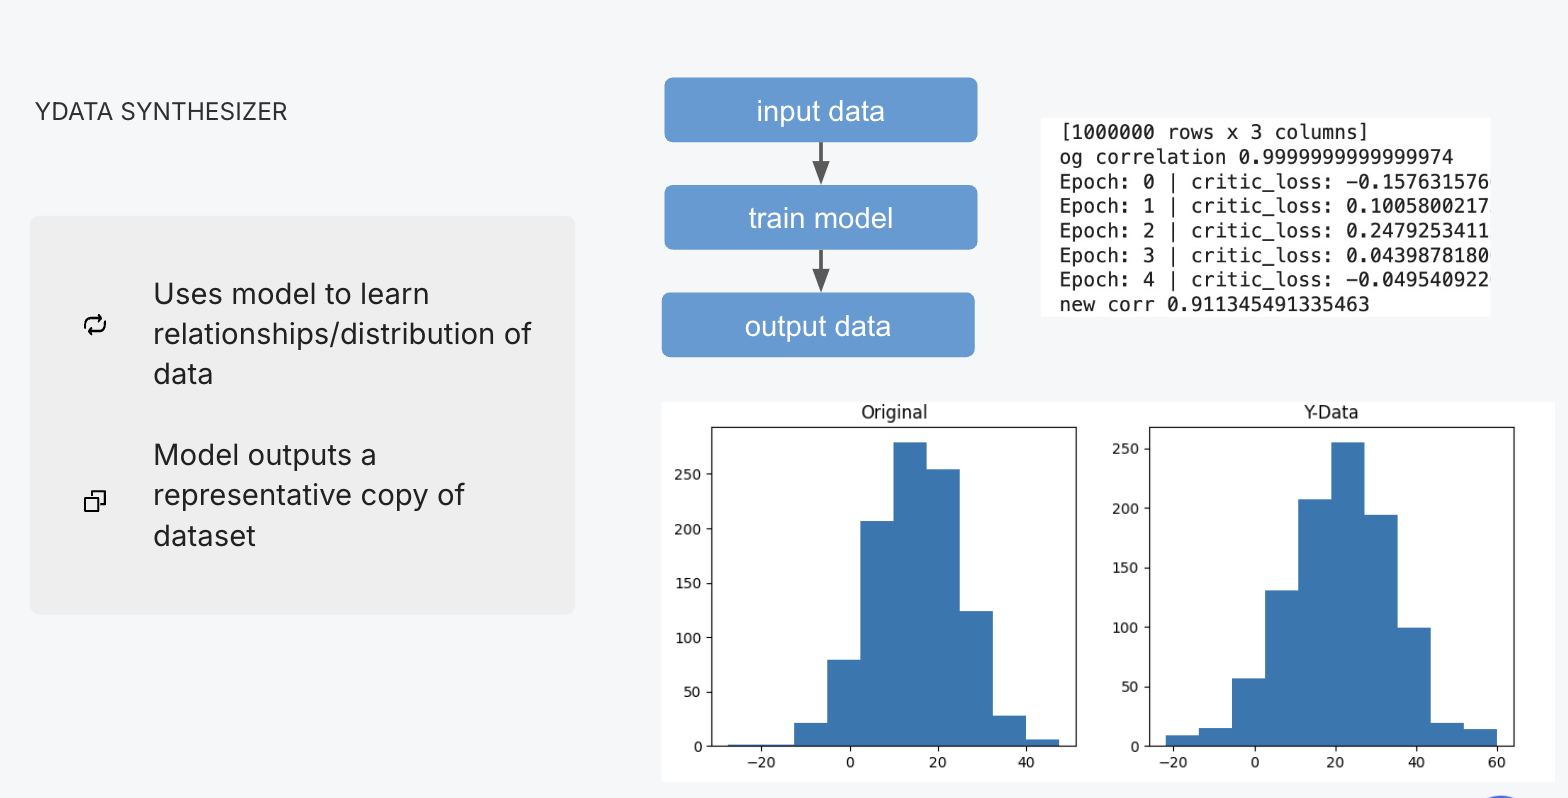 YDATA SYNTHESIZER
Uses model to learn
relationships/distribution of
data
Model outputs a
representative copy of
dataset
input data
train model
output data
[1000000 rows x 3 columns]
og correlation 0.9999999999999974
Epoch: 0 | critic_loss: -0.157631576
Epoch: 1 | critic_loss: 0.1005800217
Epoch: 2 | critic_loss: 0.2479253411
Epoch: 3 | critic_loss: 0.0439878180
Epoch: 4 | critic_loss: -0.049540922
new corr 0.911345491335463
Original
250
200
150
100
50
0
−20 0 20 40
Y-Data
250
200
150
100
50
0
−20 0 20 40 60